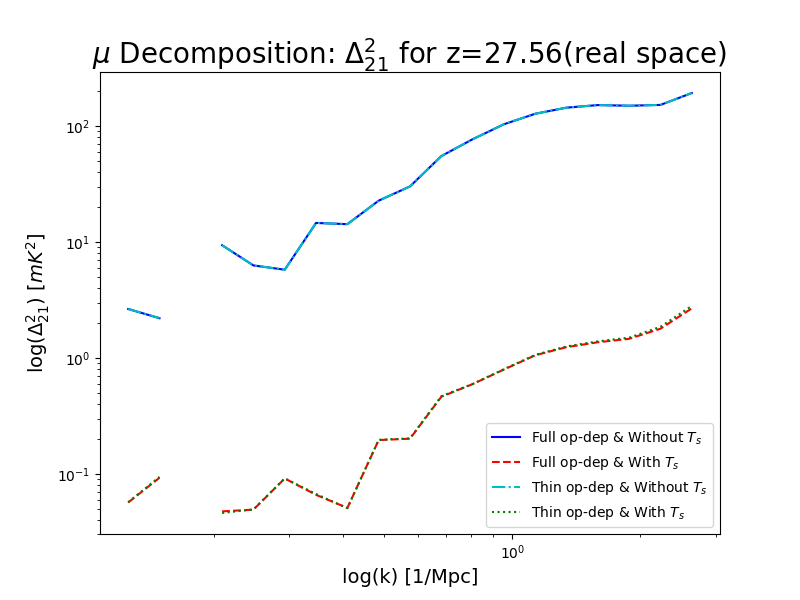 μ Decomposition: Δ²₂₁ for z=27.56(real space)
log(Δ²₂₁) [mK²]
10²
10¹
10⁰
10⁻¹
Full op-dep & Without Tₛ
Full op-dep & With Tₛ
Thin op-dep & Without Tₛ
Thin op-dep & With Tₛ
10⁰
log(k) [1/Mpc]